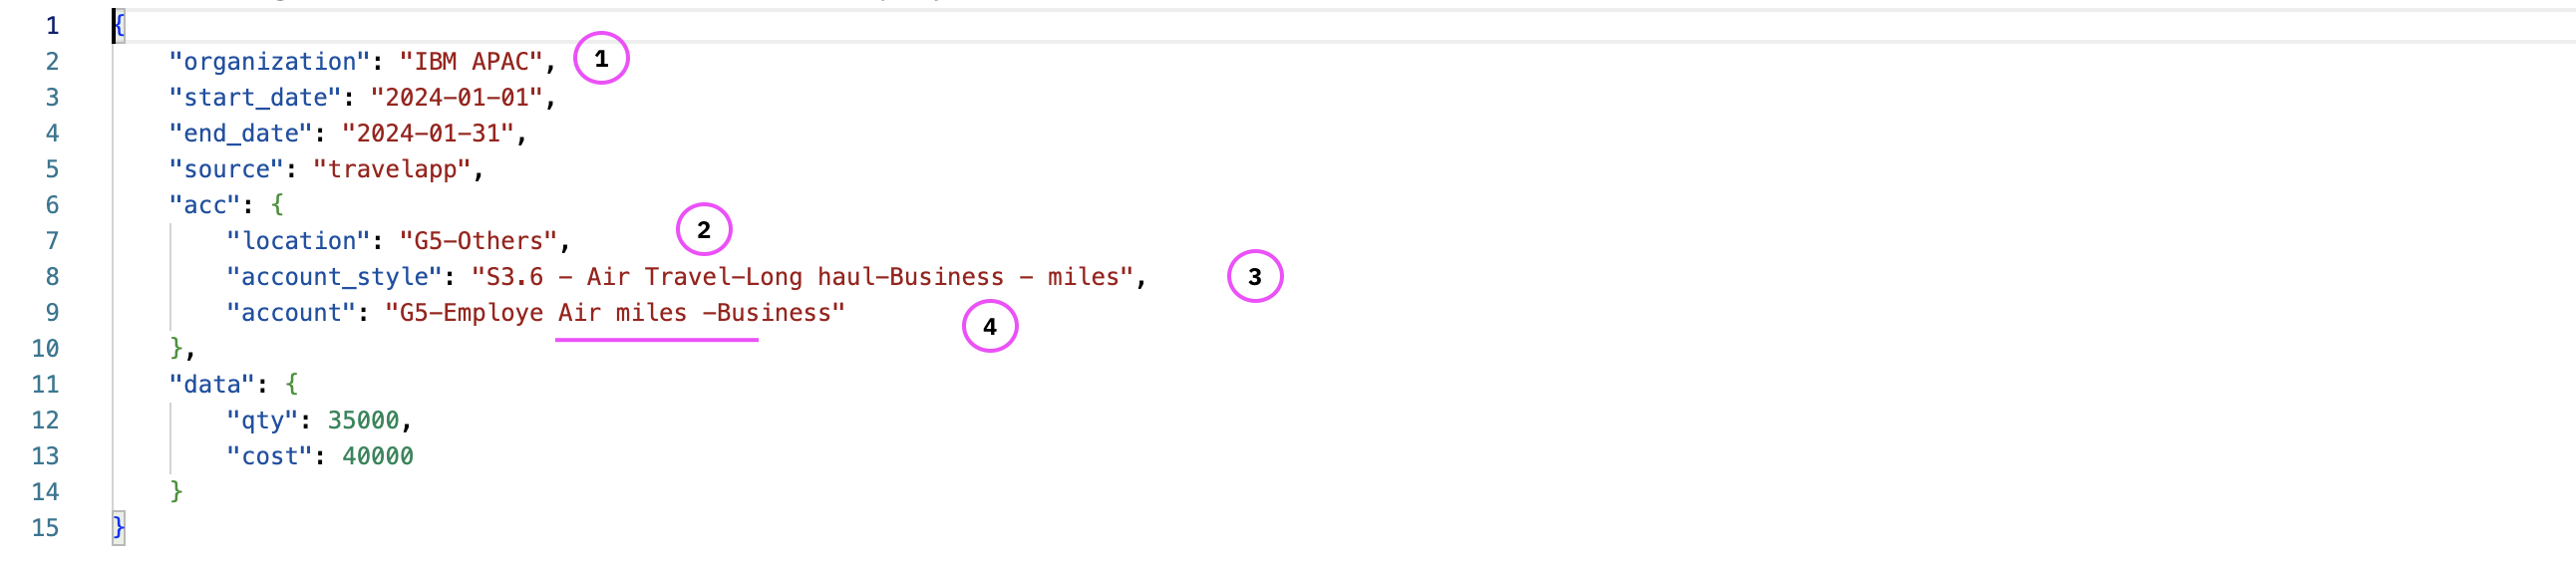 1 {
2 "organization": "IBM APAC", 1
3 "start_date": "2024-01-01",
4 "end_date": "2024-01-31",
5 "source": "travelapp",
6 "acc": {
7 "location": "G5-Others", 2
8 "account_style": "S3.6 - Air Travel-Long haul-Business - miles", 3
9 "account": "G5-Employe Air miles -Business" 4
10 },
11 "data": {
12 "qty": 35000,
13 "cost": 40000
14 }
15 }